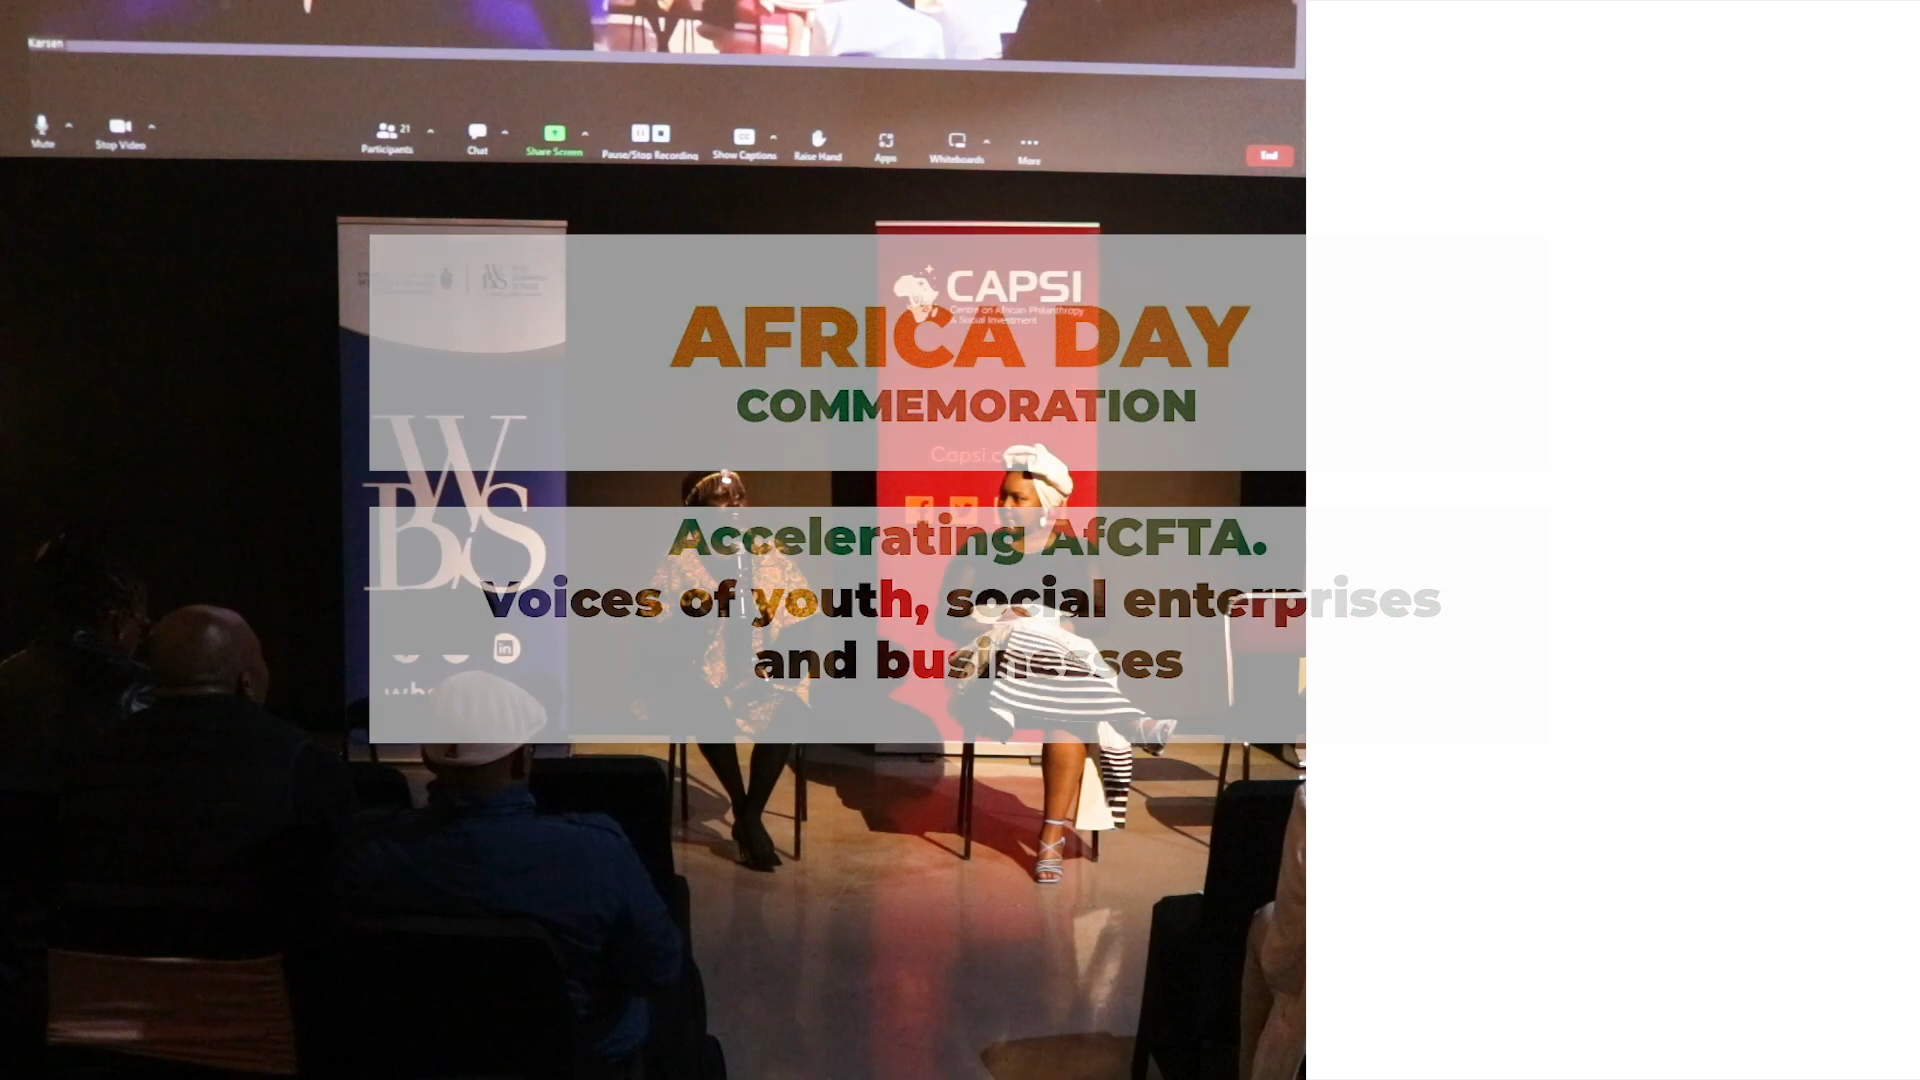 Karsen
Mute
Stop Video
21
Participants
Chat
Share Screen
Pause/Stop Recording
CC
Show Captions
Raise Hand
Apps
Whiteboards
More
End
CAPSI
Centre on African Philanthropy
& Social Investment
AFRICA DAY
COMMEMORATION
Capsi.c
WBS
Accelerating AfCFTA.
Voices of youth, social enterprises
and businesses
in